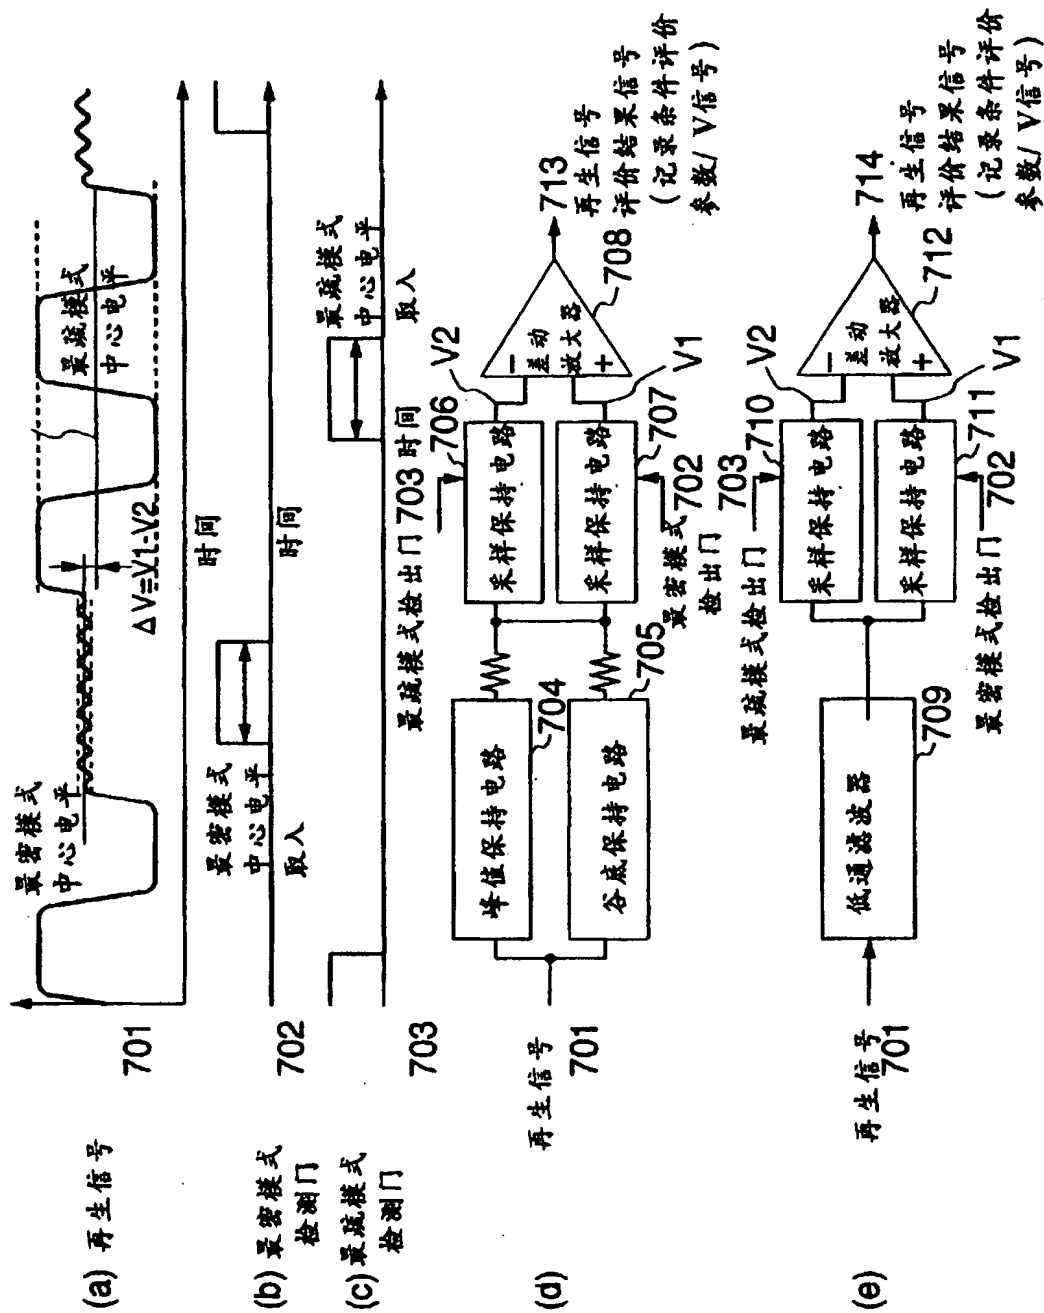 (a) 再生信号
701
最密模式
中心电平
ΔV=V1-V2
最疏模式
中心电平
时间
(b) 最密模式
检测门
702
最密模式
中心电平
取入
时间
(c) 最疏模式
检测门
703
最疏模式
中心电平
取入
时间
(d)
再生信号
701
峰值保持电路
704
谷底保持电路
705
最疏模式检出门 703
706
采样保持电路
采样保持电路
707
702
最密模式
检出门
V2
V1
−
差动
放大器
+
708
713
再生信号
评价结果信号
(记录条件评价
参数/ V信号)
(e)
再生信号
701
低通滤波器
709
最疏模式检出门
703
710
采样保持电路
采样保持电路
711
最密模式检出门 702
V2
V1
−
差动
放大器
+
712
714
再生信号
评价结果信号
(记录条件评价
参数/ V信号)